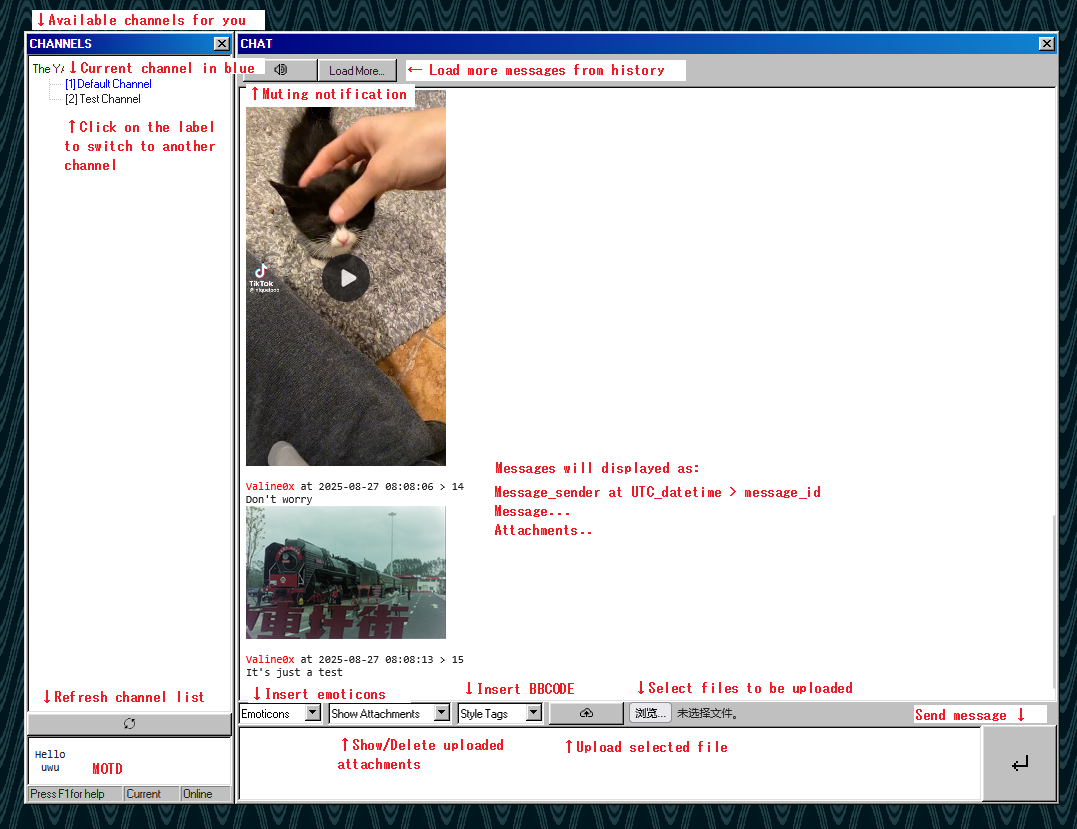 ↓Available channels for you
CHANNELS
CHAT
The YA
↓Current channel in blue
Load More...
← Load more messages from history
[1]Default Channel
[2]Test Channel
↑Muting notification
↑Click on the label
to switch to another
channel
TikTok
Messages will displayed as:
Valine0x at 2025-08-27 08:08:06 > 14
Don't worry
Message_sender at UTC_datetime > message_id
Message...
Attachments..
車圩街
Valine0x at 2025-08-27 08:08:13 > 15
It's just a test
↓Refresh channel list
↓Insert emoticons
↓Insert BBCODE
↓Select files to be uploaded
Emoticons
Show Attachments
Style Tags
浏览...
未选择文件。
Send message ↓
↑Show/Delete uploaded
attachments
↑Upload selected file
Hello
uwu
MOTD
Press F1 for help
Current
Online